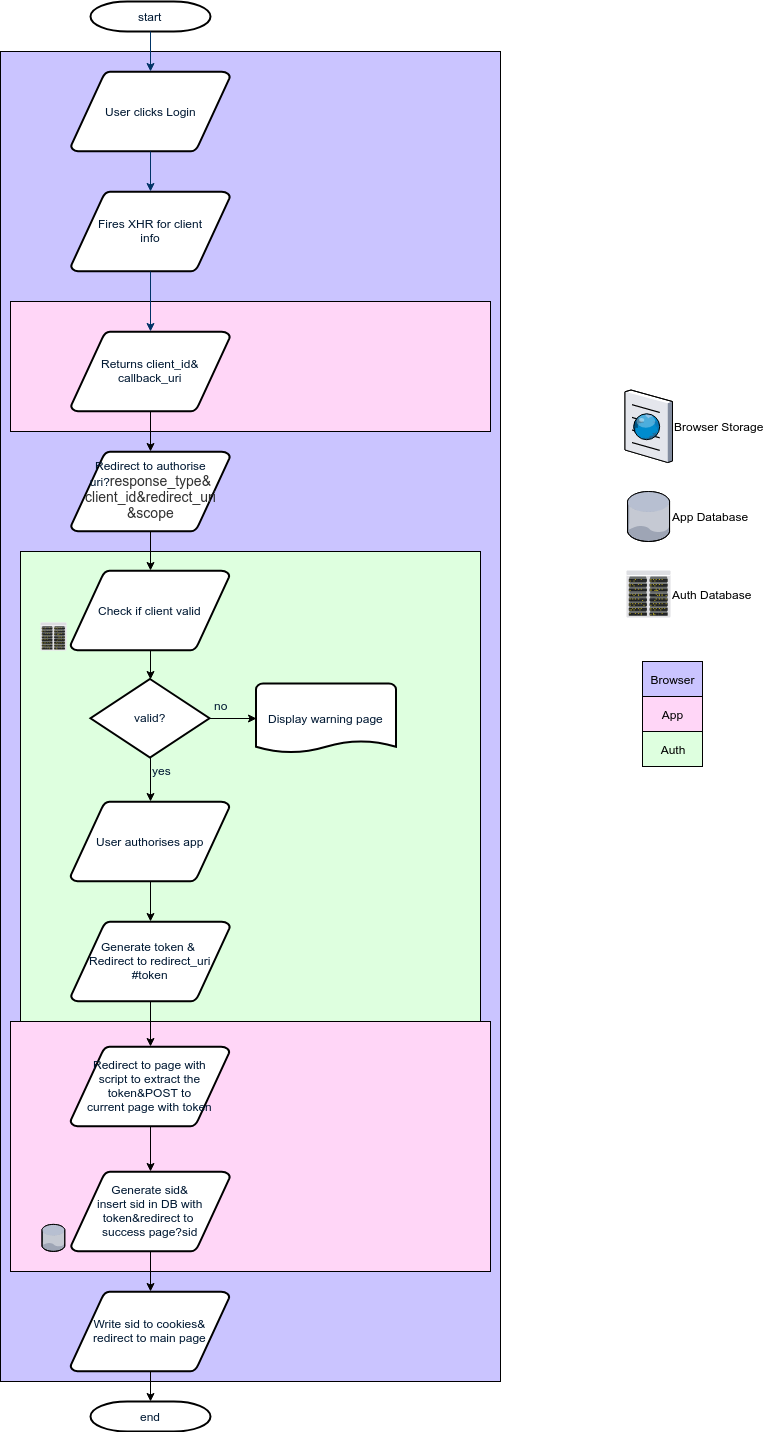 start
User clicks Login
Fires XHR for client
info
Returns client_id&
callback_uri
Redirect to authorise
uri?response_type&
client_id&redirect_uri
&scope
Check if client valid
valid?
no
Display warning page
yes
User authorises app
Generate token &
Redirect to redirect_uri
#token
Redirect to page with
script to extract the
token&POST to
current page with token
Generate sid&
insert sid in DB with
token&redirect to
success page?sid
Write sid to cookies&
redirect to main page
end
Browser Storage
App Database
Auth Database
Browser
App
Auth